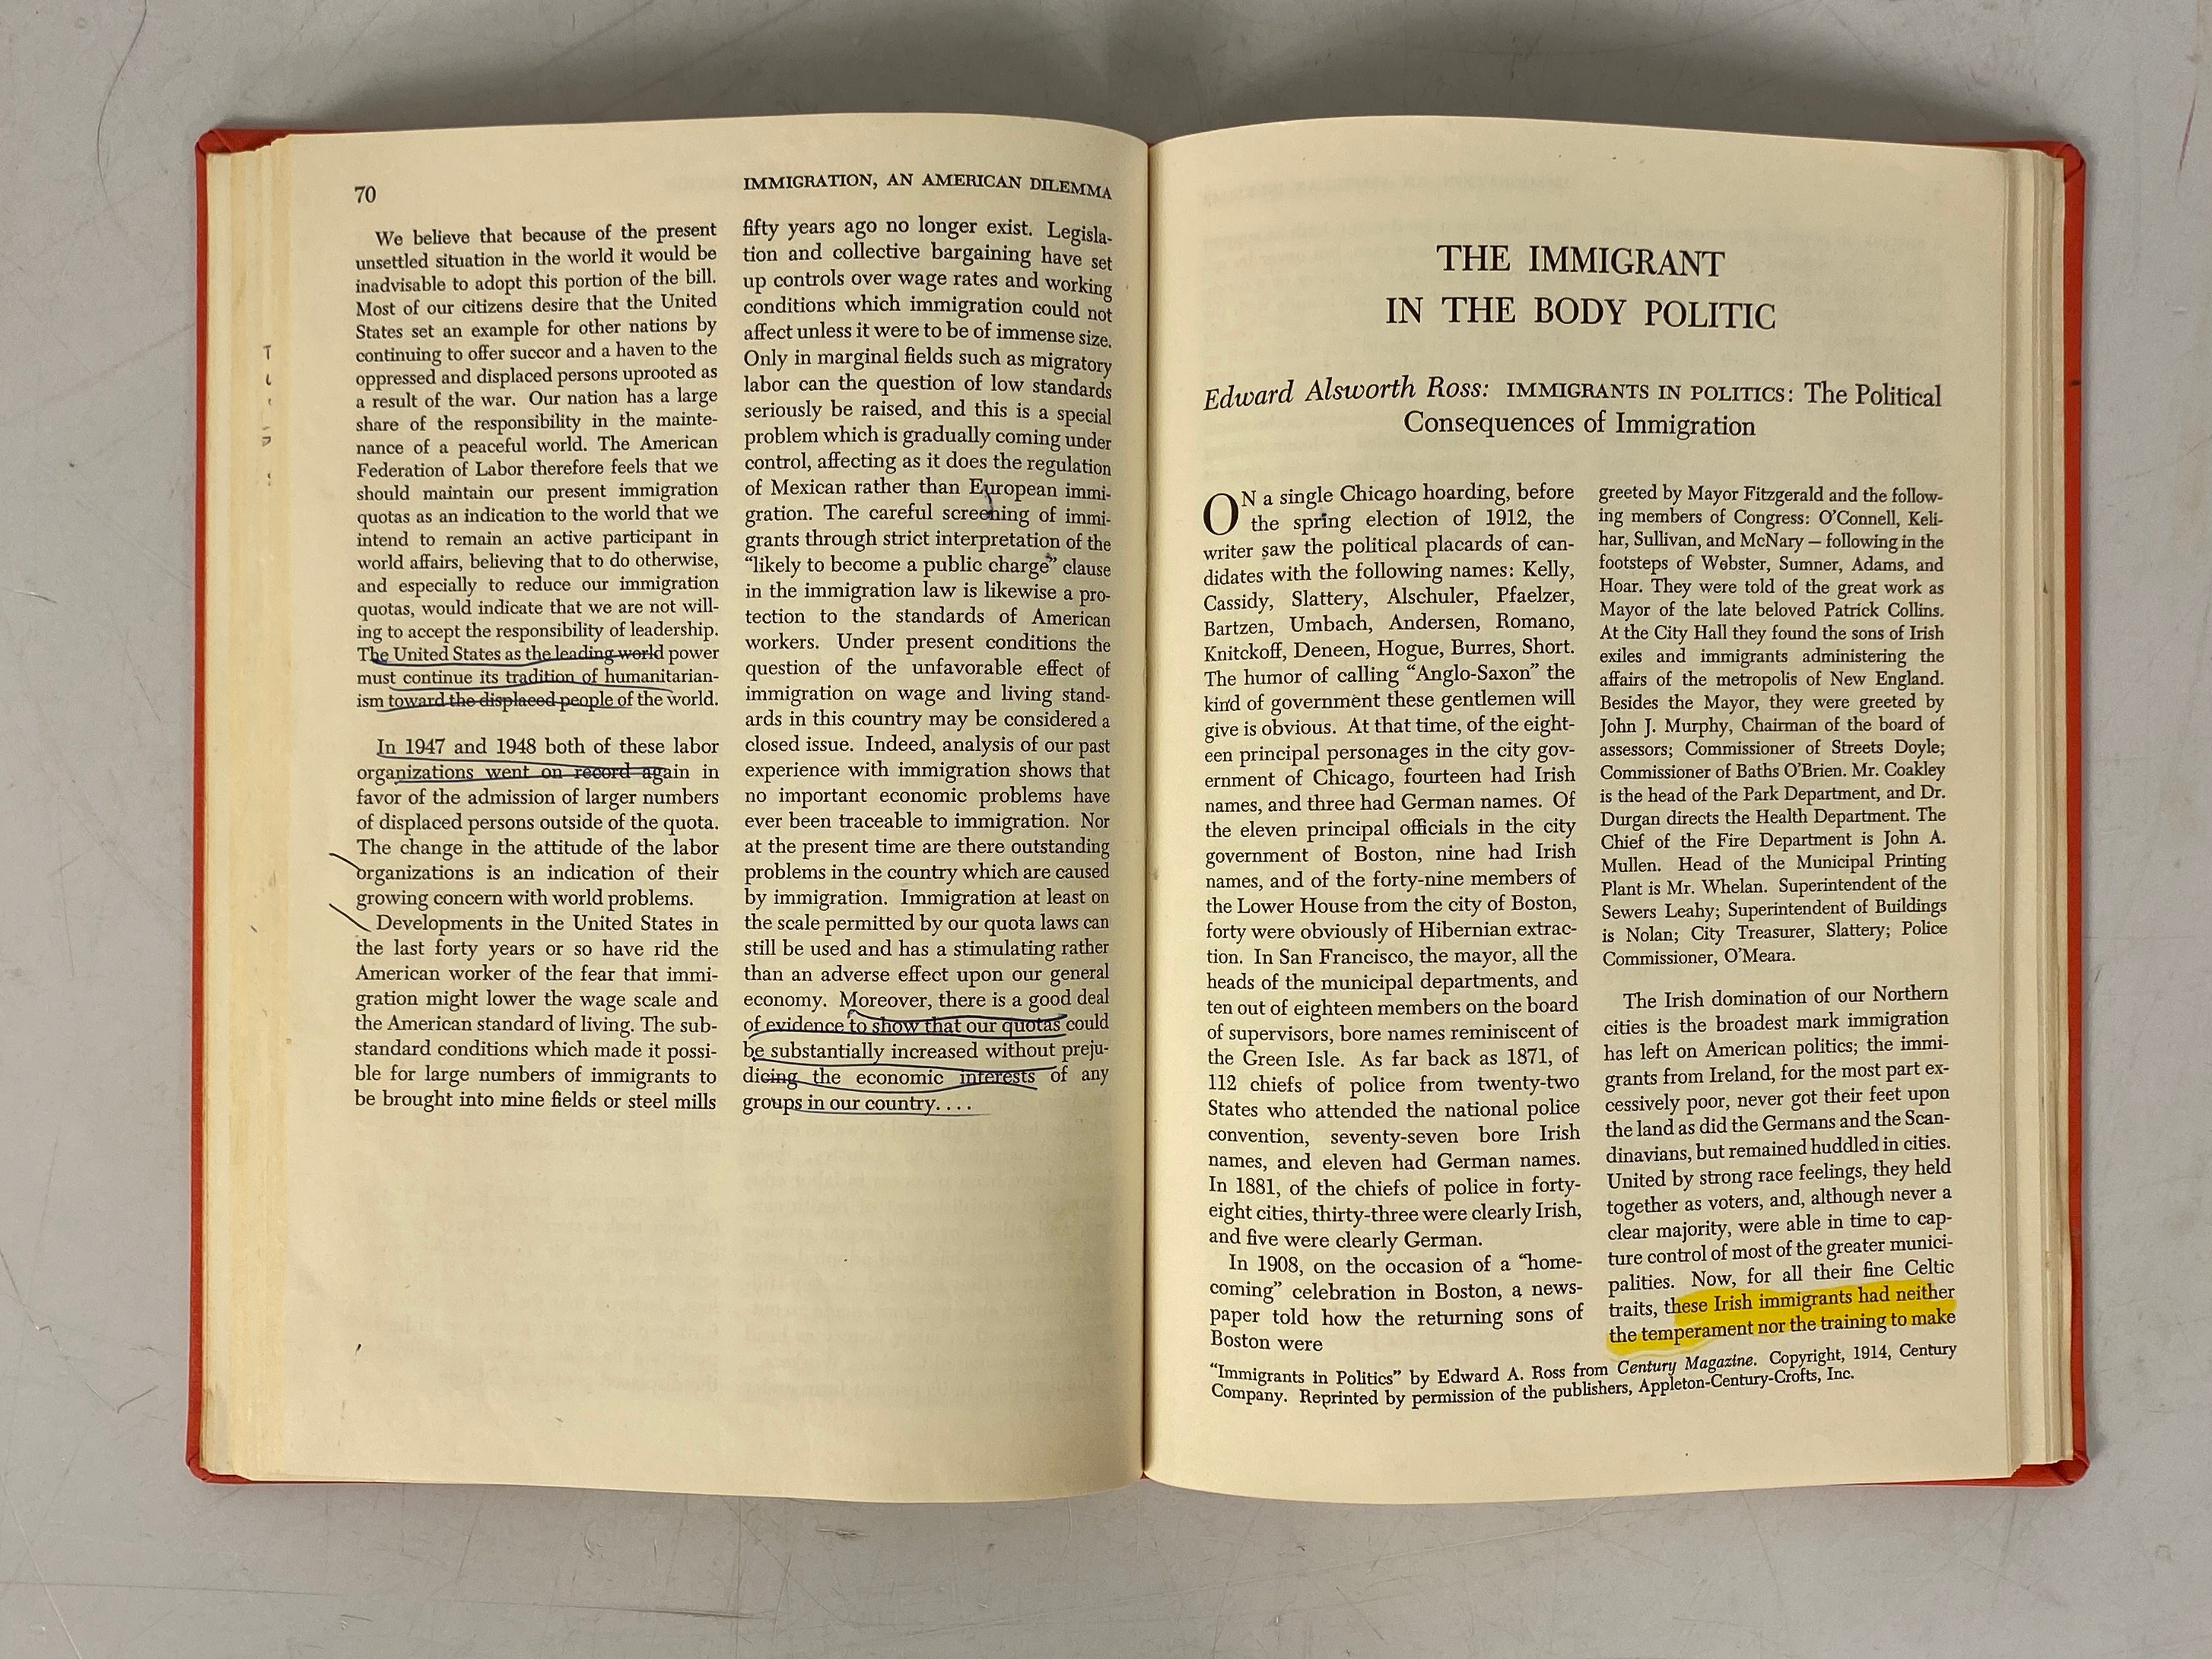 70
IMMIGRATION, AN AMERICAN DILEMMA
We believe that because of the present
unsettled situation in the world it would be
inadvisable to adopt this portion of the bill.
Most of our citizens desire that the United
States set an example for other nations by
continuing to offer succor and a haven to the
oppressed and displaced persons uprooted as
a result of the war. Our nation has a large
share of the responsibility in the mainte-
nance of a peaceful world. The American
Federation of Labor therefore feels that we
should maintain our present immigration
quotas as an indication to the world that we
intend to remain an active participant in
world affairs, believing that to do otherwise,
and especially to reduce our immigration
quotas, would indicate that we are not will-
ing to accept the responsibility of leadership.
The United States as the leading world power
must continue its tradition of humanitarian-
ism toward the displaced people of the world.
In 1947 and 1948 both of these labor
organizations went on record again in
favor of the admission of larger numbers
of displaced persons outside of the quota.
The change in the attitude of the labor
organizations is an indication of their
growing concern with world problems.
Developments in the United States in
the last forty years or so have rid the
American worker of the fear that immi-
gration might lower the wage scale and
the American standard of living. The sub-
standard conditions which made it possi-
ble for large numbers of immigrants to
be brought into mine fields or steel mills
fifty years ago no longer exist. Legisla-
tion and collective bargaining have set
up controls over wage rates and working
conditions which immigration could not
affect unless it were to be of immense size.
Only in marginal fields such as migratory
labor can the question of low standards
seriously be raised, and this is a special
problem which is gradually coming under
control, affecting as it does the regulation
of Mexican rather than European immi-
gration. The careful screening of immi-
grants through strict interpretation of the
“likely to become a public charge” clause
in the immigration law is likewise a pro-
tection to the standards of American
workers. Under present conditions the
question of the unfavorable effect of
immigration on wage and living stand-
ards in this country may be considered a
closed issue. Indeed, analysis of our past
experience with immigration shows that
no important economic problems have
ever been traceable to immigration. Nor
at the present time are there outstanding
problems in the country which are caused
by immigration. Immigration at least on
the scale permitted by our quota laws can
still be used and has a stimulating rather
than an adverse effect upon our general
economy. Moreover, there is a good deal
of evidence to show that our quotas could
be substantially increased without preju-
dicing the economic interests of any
groups in our country....
THE IMMIGRANT
IN THE BODY POLITIC
Edward Alsworth Ross: IMMIGRANTS IN POLITICS: The Political
Consequences of Immigration
ON a single Chicago hoarding, before
the spring election of 1912, the
writer saw the political placards of can-
didates with the following names: Kelly,
Cassidy, Slattery, Alschuler, Pfaelzer,
Bartzen, Umbach, Andersen, Romano,
Knitckoff, Deneen, Hogue, Burres, Short.
The humor of calling “Anglo-Saxon” the
kind of government these gentlemen will
give is obvious. At that time, of the eight-
een principal personages in the city gov-
ernment of Chicago, fourteen had Irish
names, and three had German names. Of
the eleven principal officials in the city
government of Boston, nine had Irish
names, and of the forty-nine members of
the Lower House from the city of Boston,
forty were obviously of Hibernian extrac-
tion. In San Francisco, the mayor, all the
heads of the municipal departments, and
ten out of eighteen members on the board
of supervisors, bore names reminiscent of
the Green Isle. As far back as 1871, of
112 chiefs of police from twenty-two
States who attended the national police
convention, seventy-seven bore Irish
names, and eleven had German names.
In 1881, of the chiefs of police in forty-
eight cities, thirty-three were clearly Irish,
and five were clearly German.
In 1908, on the occasion of a “home-
coming” celebration in Boston, a news-
paper told how the returning sons of
Boston were
greeted by Mayor Fitzgerald and the follow-
ing members of Congress: O’Connell, Keli-
har, Sullivan, and McNary — following in the
footsteps of Webster, Sumner, Adams, and
Hoar. They were told of the great work as
Mayor of the late beloved Patrick Collins.
At the City Hall they found the sons of Irish
exiles and immigrants administering the
affairs of the metropolis of New England.
Besides the Mayor, they were greeted by
John J. Murphy, Chairman of the board of
assessors; Commissioner of Streets Doyle;
Commissioner of Baths O’Brien. Mr. Coakley
is the head of the Park Department, and Dr.
Durgan directs the Health Department. The
Chief of the Fire Department is John A.
Mullen. Head of the Municipal Printing
Plant is Mr. Whelan. Superintendent of the
Sewers Leahy; Superintendent of Buildings
is Nolan; City Treasurer, Slattery; Police
Commissioner, O’Meara.
The Irish domination of our Northern
cities is the broadest mark immigration
has left on American politics; the immi-
grants from Ireland, for the most part ex-
cessively poor, never got their feet upon
the land as did the Germans and the Scan-
dinavians, but remained huddled in cities.
United by strong race feelings, they held
together as voters, and, although never a
clear majority, were able in time to cap-
ture control of most of the greater munici-
palities. Now, for all their fine Celtic
traits, these Irish immigrants had neither
the temperament nor the training to make
“Immigrants in Politics” by Edward A. Ross from Century Magazine. Copyright, 1914, Century
Company. Reprinted by permission of the publishers, Appleton-Century-Crofts, Inc.